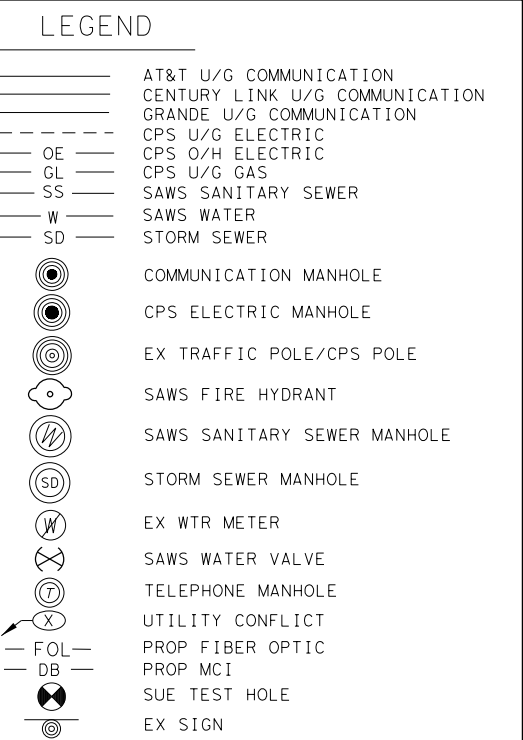 LEGEND
AT&T U/G COMMUNICATION
CENTURY LINK U/G COMMUNICATION
GRANDE U/G COMMUNICATION
CPS U/G ELECTRIC
OE CPS O/H ELECTRIC
GL CPS U/G GAS
SS SAWS SANITARY SEWER
W SAWS WATER
SD STORM SEWER
COMMUNICATION MANHOLE
CPS ELECTRIC MANHOLE
EX TRAFFIC POLE/CPS POLE
SAWS FIRE HYDRANT
W SAWS SANITARY SEWER MANHOLE
SD STORM SEWER MANHOLE
W EX WTR METER
SAWS WATER VALVE
T TELEPHONE MANHOLE
X UTILITY CONFLICT
FOL PROP FIBER OPTIC
DB PROP MCI
SUE TEST HOLE
EX SIGN